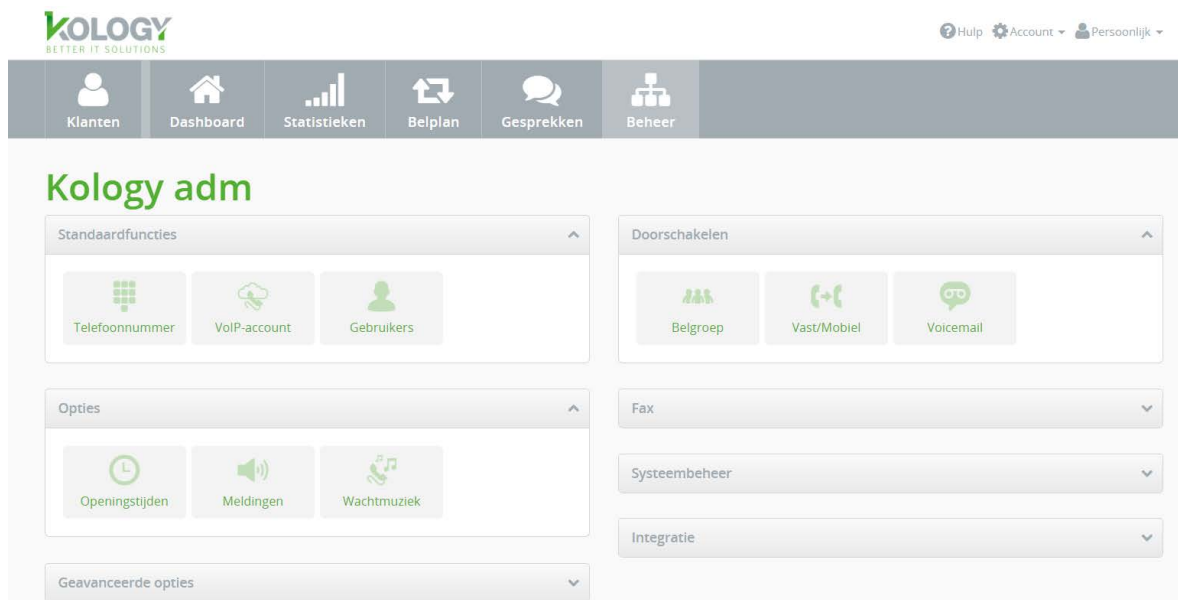 KOLOGY
BETTER IT SOLUTIONS
Hulp Account Persoonlijk
Klanten Dashboard Statistieken Belplan Gesprekken Beheer
Kology adm
Standaardfuncties
Telefoonnummer VoIP-account Gebruikers
Doorschakelen
Belgroep Vast/Mobiel Voicemail
Opties
Openingstijden Meldingen Wachtmuziek
Fax
Systeembeheer
Integratie
Geavanceerde opties